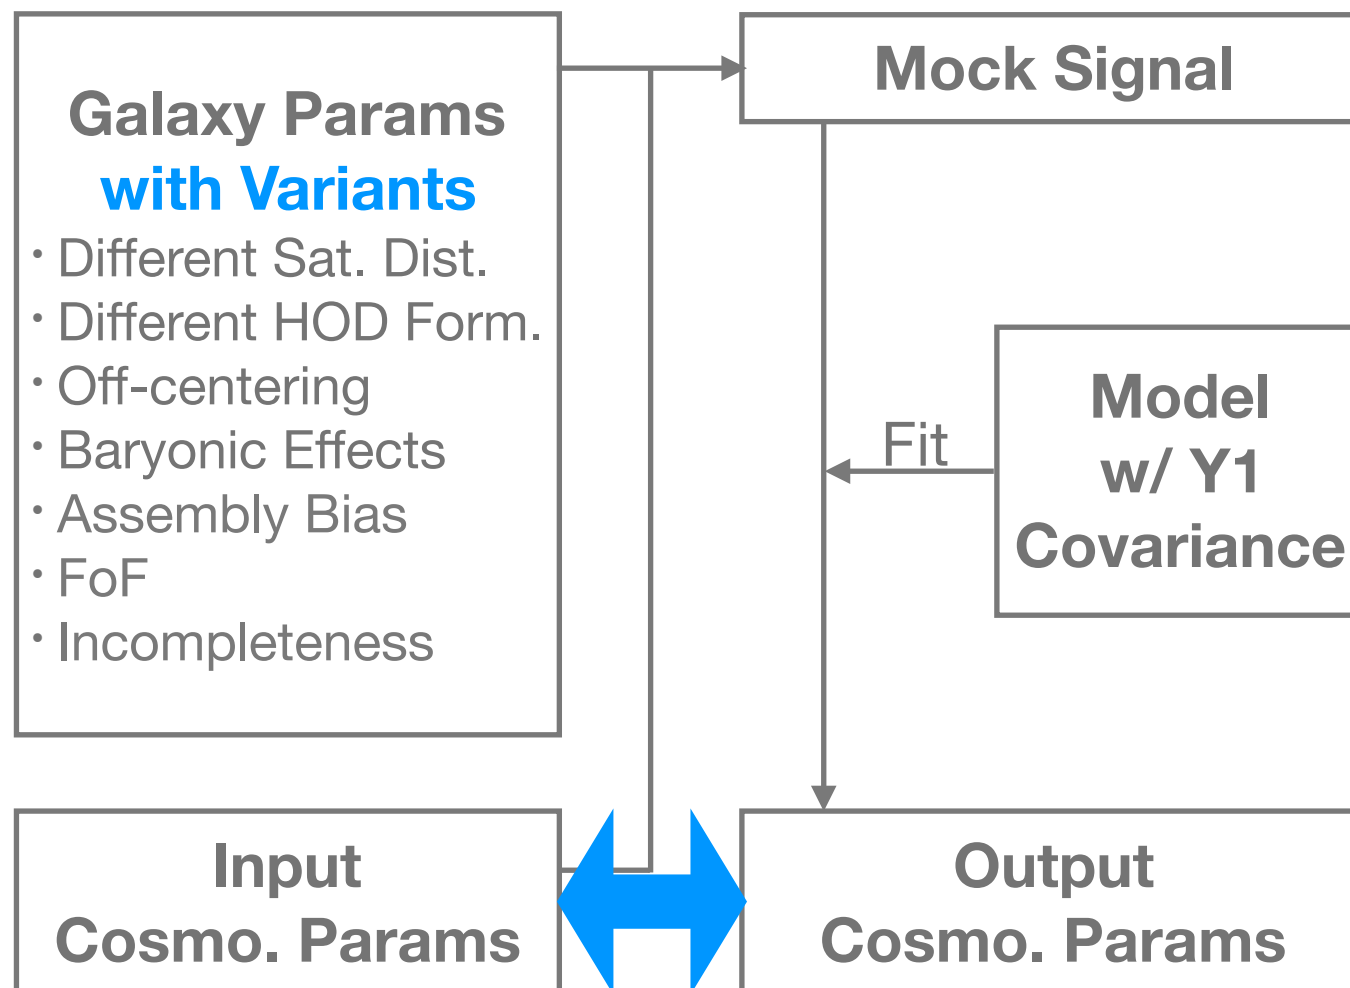 Galaxy Params
with Variants
· Different Sat. Dist.
· Different HOD Form.
· Off-centering
· Baryonic Effects
· Assembly Bias
· FoF
· Incompleteness
Mock Signal
Fit
Model
w/ Y1
Covariance
Input
Cosmo. Params
Output
Cosmo. Params